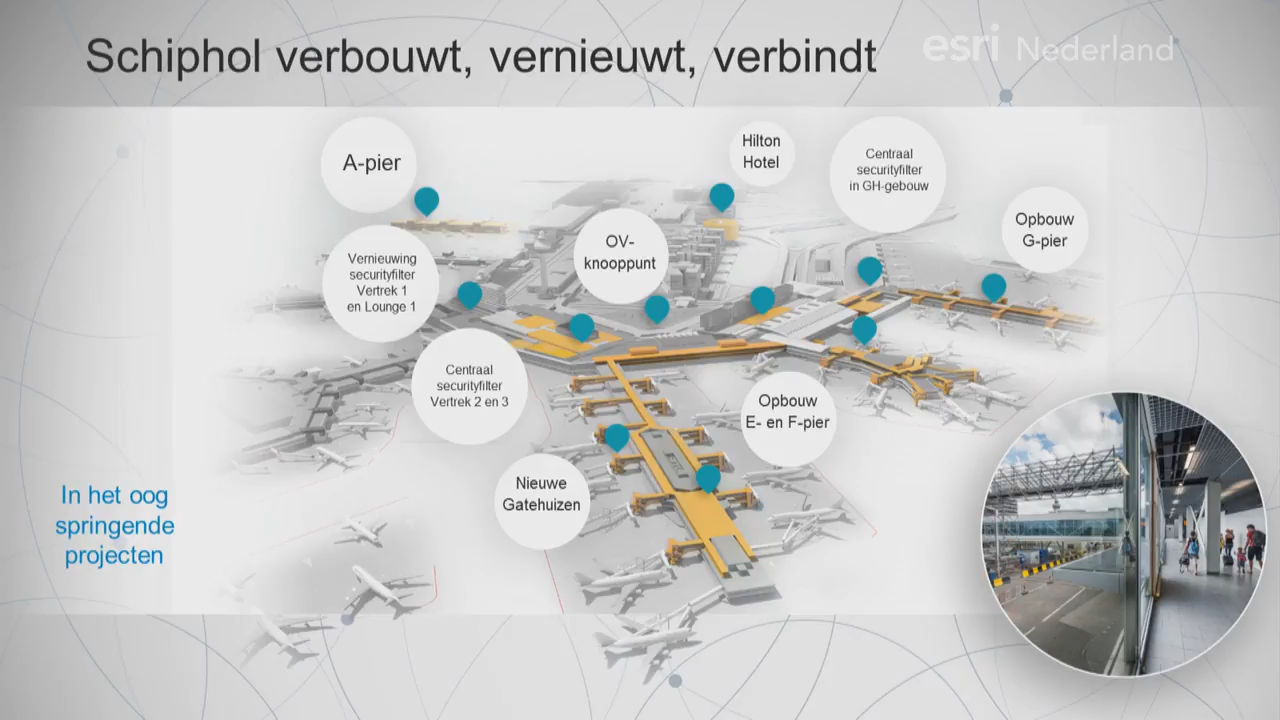 Schiphol verbouwt, vernieuwt, verbindt
esri Nederland
A-pier
Hilton
Hotel
Centraal
securityfilter
in GH-gebouw
Opbouw
G-pier
OV-
knooppunt
Vernieuwing
securityfilter
Vertrek 1
en Lounge 1
Centraal
securityfilter
Vertrek 2 en 3
Opbouw
E- en F-pier
Nieuwe
Gatehuizen
In het oog
springende
projecten